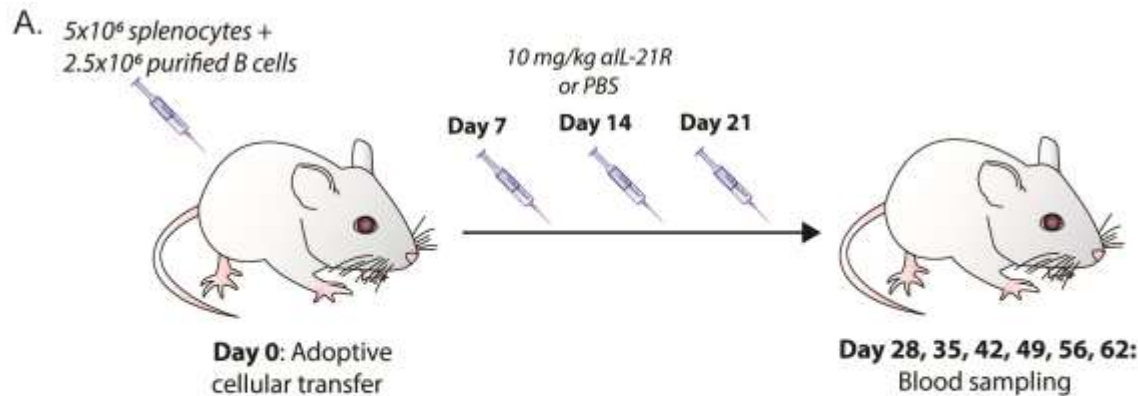 A.
5x10⁶ splenocytes +
2.5x10⁶ purified B cells
10 mg/kg aIL-21R
or PBS
Day 7 Day 14 Day 21
Day 0: Adoptive
cellular transfer
Day 28, 35, 42, 49, 56, 62:
Blood sampling